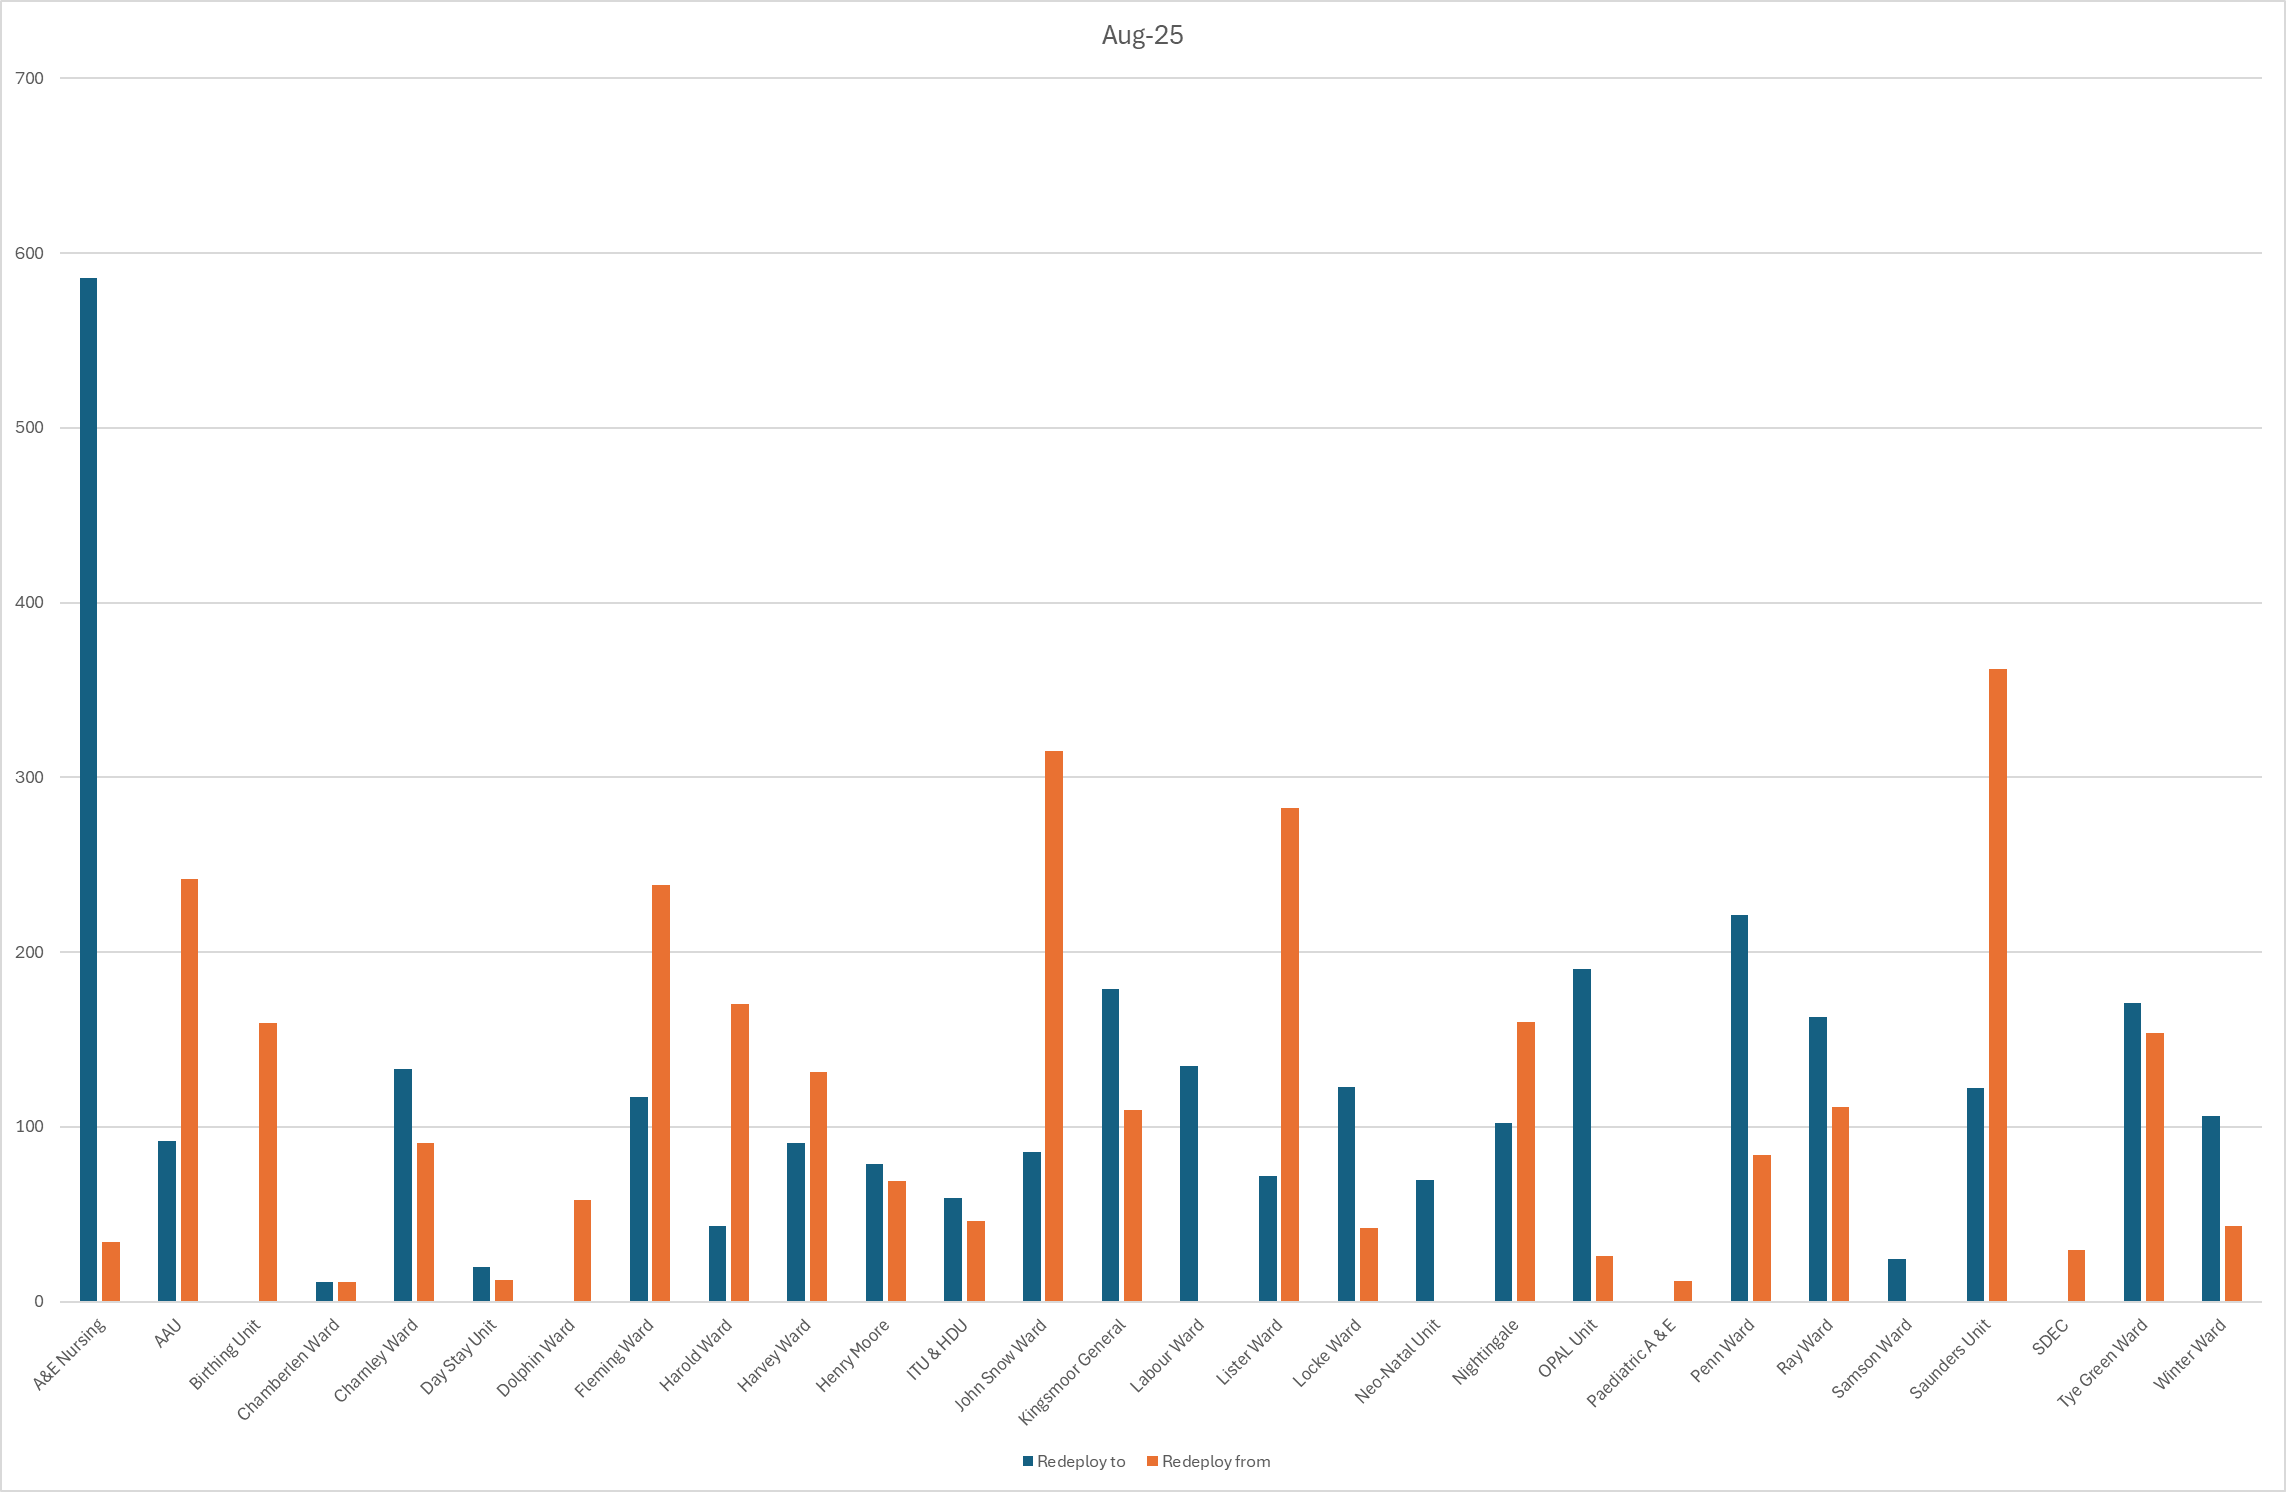 Aug-25
700
600
500
400
300
200
100
0
A&E Nursing
AAU
Birthing Unit
Chamberlen Ward
Charnley Ward
Day Stay Unit
Dolphin Ward
Fleming Ward
Harold Ward
Harvey Ward
Henry Moore
ITU & HDU
John Snow Ward
Kingsmoor General
Labour Ward
Lister Ward
Locke Ward
Neo-Natal Unit
Nightingale
OPAL Unit
Paediatric A & E
Penn Ward
Ray Ward
Samson Ward
Saunders Unit
SDEC
Tye Green Ward
Winter Ward
Redeploy to Redeploy from